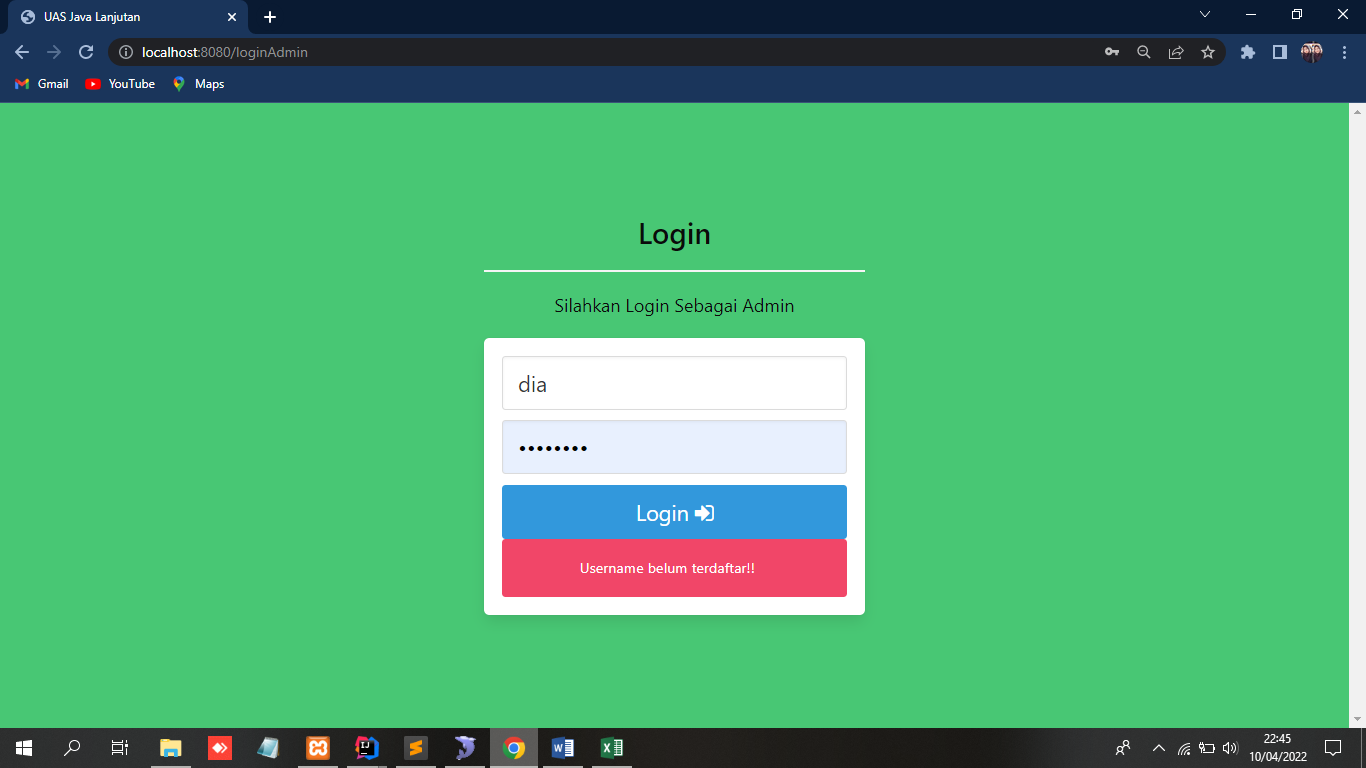 UAS Java Lanjutan
localhost:8080/loginAdmin
Gmail YouTube Maps
Login
Silahkan Login Sebagai Admin
dia
••••••••
Login
Username belum terdaftar!!
22:45
10/04/2022